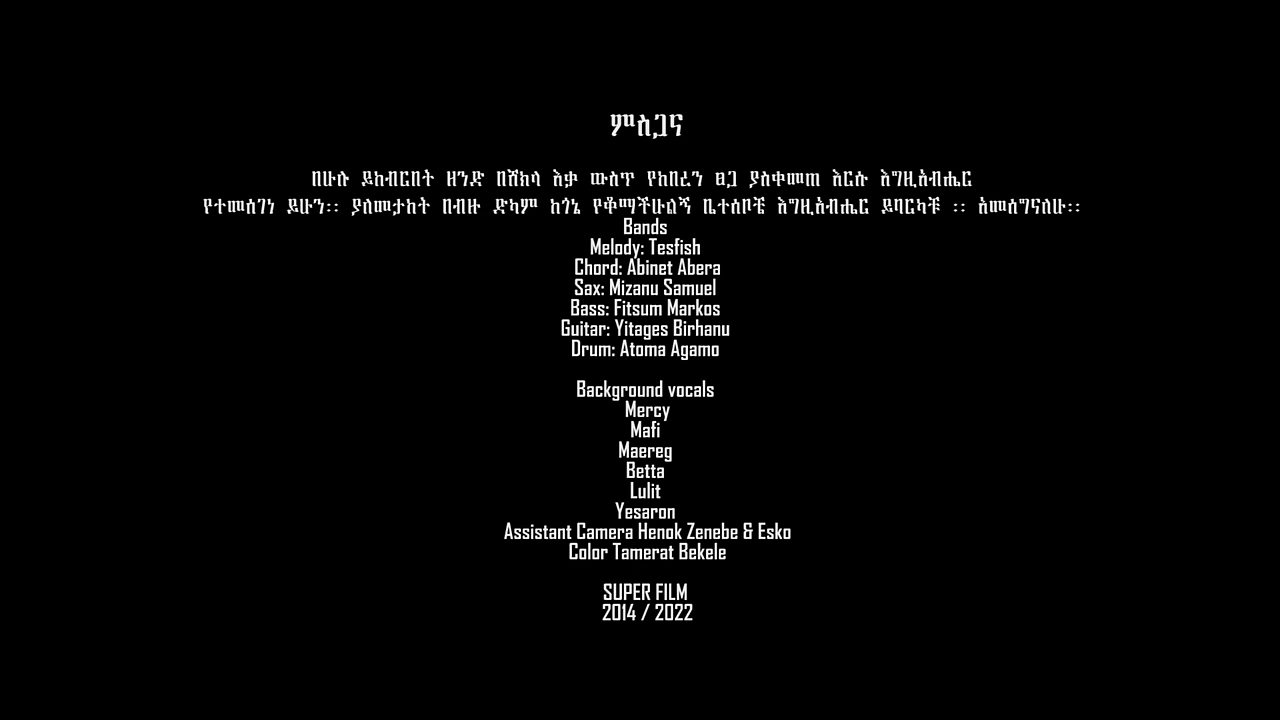 ምስጋና
በሁሉ ይከብርበት ዘንድ በሸክላ እቃ ውስጥ የከበረን ፀጋ ያስቀመጠ እርሱ እግዚአብሔር
የተመሰገነ ይሁን:: ያለመታከት በብዙ ድካም ከጎኔ የቆማችሁልኝ ቤተሰቦቼ እግዚአብሔር ይባርካቹ :: አመሰግናለሁ::
Bands
Melody: Tesfish
Chord: Abinet Abera
Sax: Mizanu Samuel
Bass: Fitsum Markos
Guitar: Yitages Birhanu
Drum: Atoma Agamo
Background vocals
Mercy
Mafi
Maereg
Betta
Lulit
Yesaron
Assistant Camera Henok Zenebe & Esko
Color Tamerat Bekele
SUPER FILM
2014 / 2022